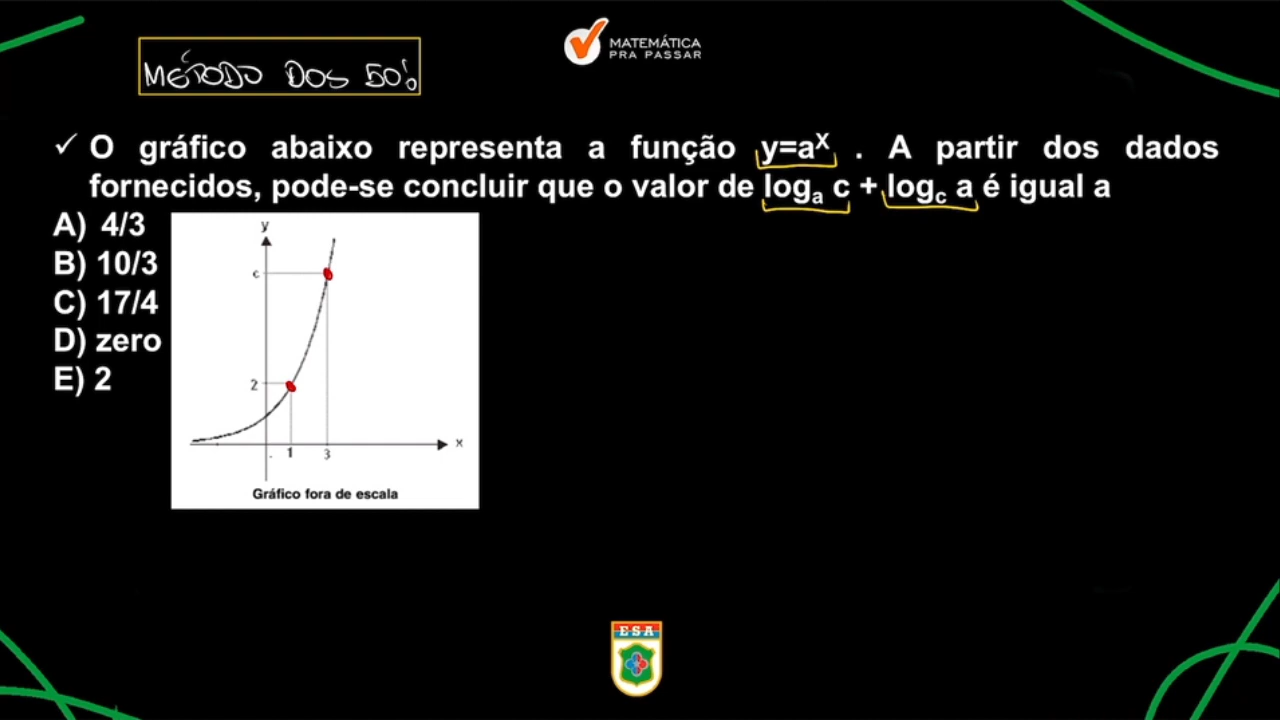 MATEMÁTICA
PRA PASSAR
MÉTODO DOS 50%
✓ O gráfico abaixo representa a função y=aˣ . A partir dos dados
fornecidos, pode-se concluir que o valor de logₐ c + log꜀ a é igual a
A) 4/3
B) 10/3
C) 17/4
D) zero
E) 2
y
c
2
1 3
x
Gráfico fora de escala
ESA